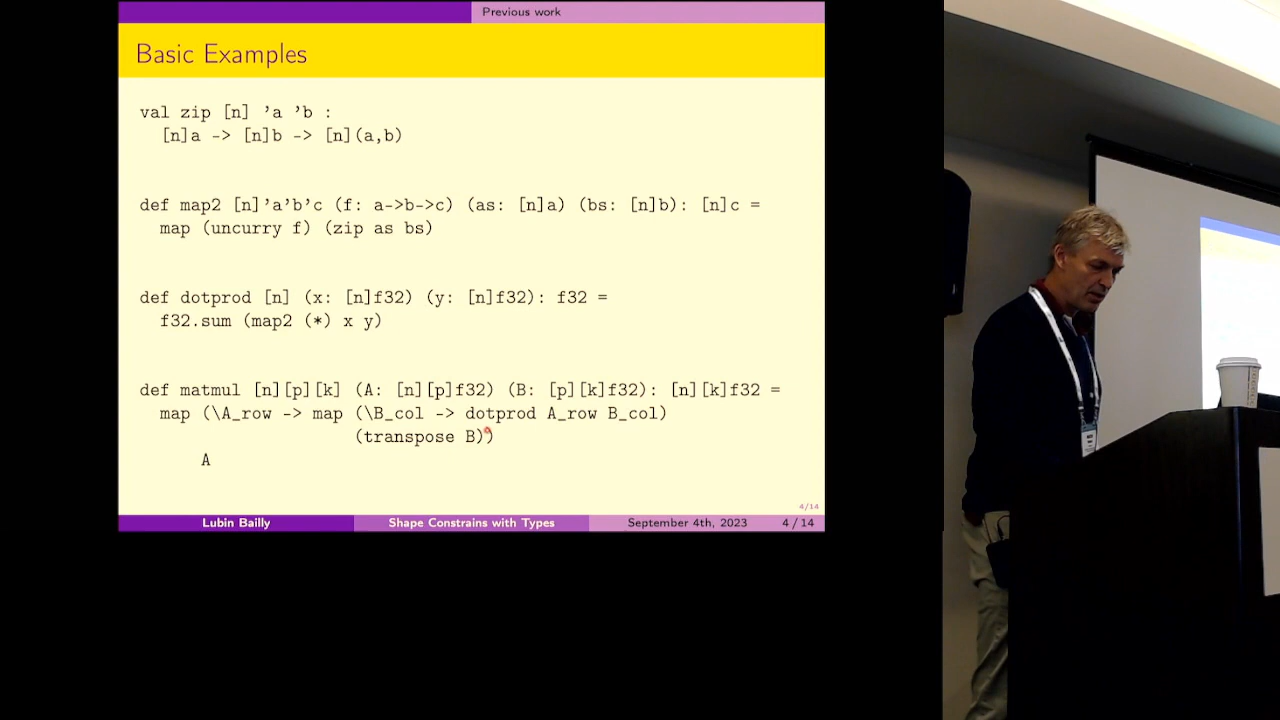 Previous work
Basic Examples
val zip [n] 'a 'b :
[n]a -> [n]b -> [n](a,b)
def map2 [n]'a'b'c (f: a->b->c) (as: [n]a) (bs: [n]b): [n]c =
map (uncurry f) (zip as bs)
def dotprod [n] (x: [n]f32) (y: [n]f32): f32 =
f32.sum (map2 (*) x y)
def matmul [n][p][k] (A: [n][p]f32) (B: [p][k]f32): [n][k]f32 =
map (\A_row -> map (\B_col -> dotprod A_row B_col)
(transpose B))
A
4/14
Lubin Bailly Shape Constrains with Types September 4th, 2023 4 / 14